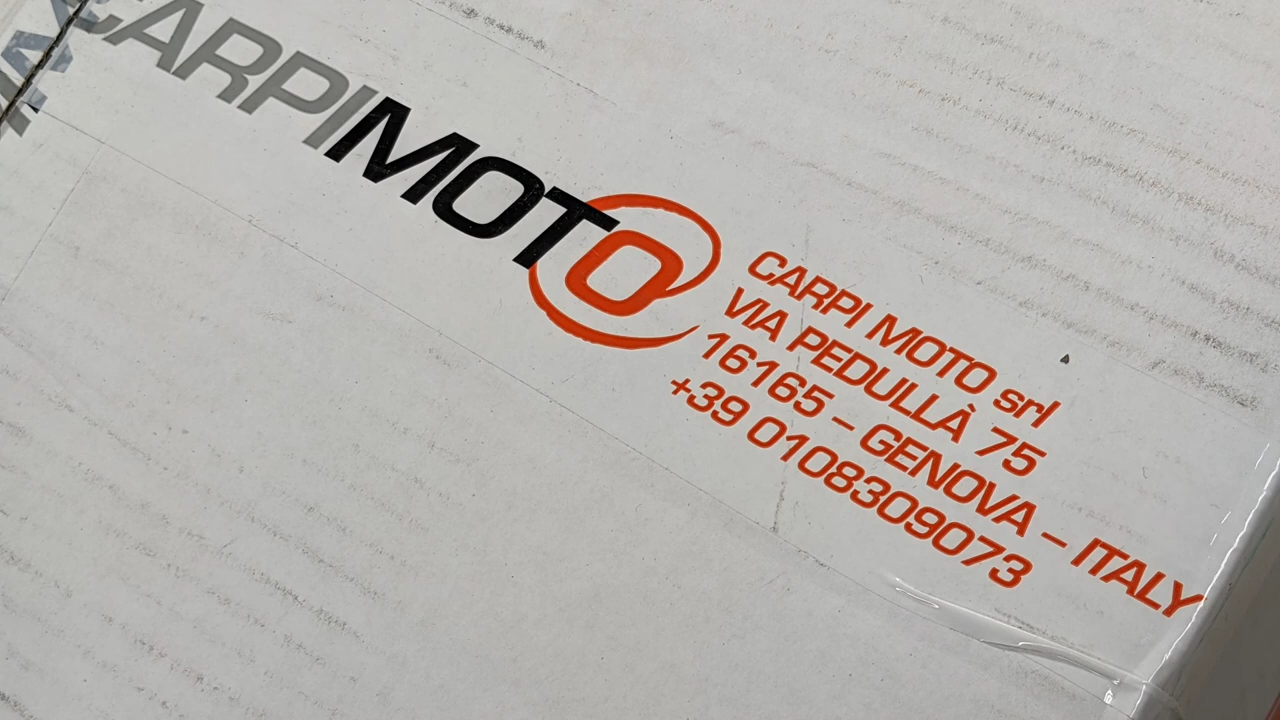 CARPIMOTO
CARPI MOTO srl
VIA PEDULLÀ 75
16165 – GENOVA – ITALY
+39 0108309073